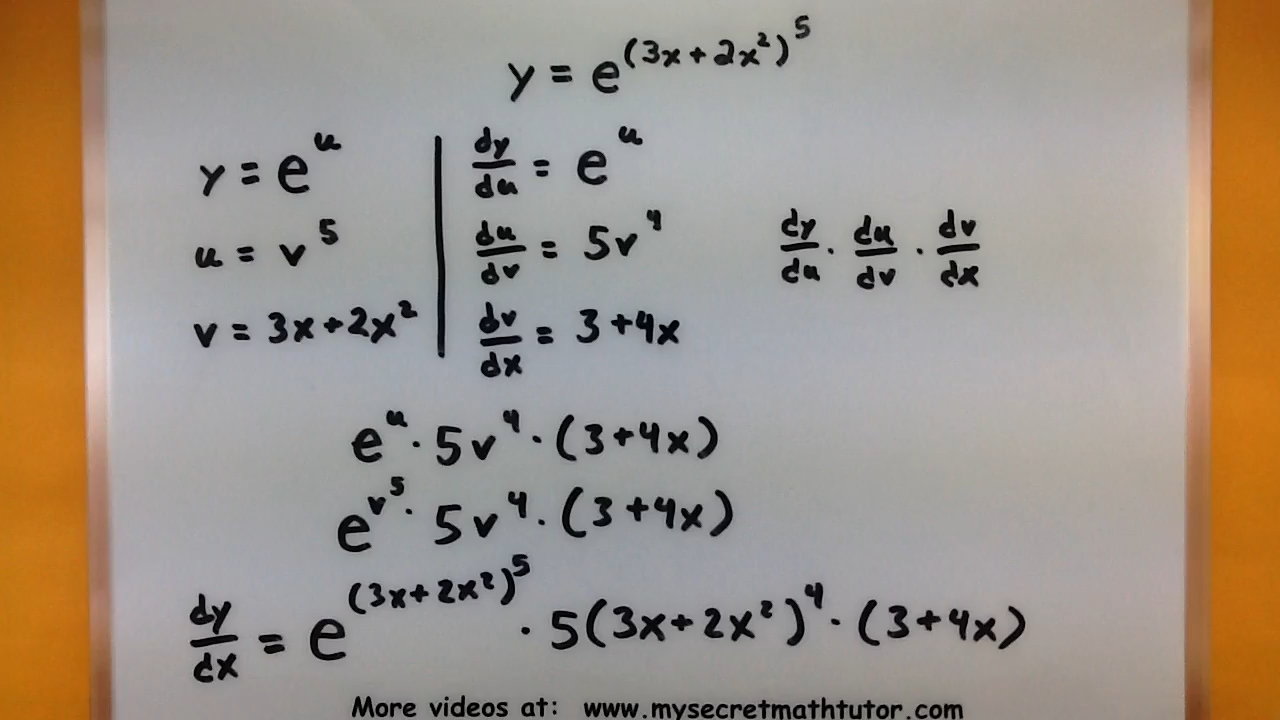 y = e^(3x+2x²)^5
y = e^u | dy/du = e^u
u = v^5 | du/dv = 5v^4
dy/du · du/dv · dv/dx
v = 3x+2x² | dv/dx = 3+4x
e^u · 5v^4 · (3+4x)
e^v^5 · 5v^4 · (3+4x)
dy/dx = e^(3x+2x²)^5 · 5(3x+2x²)^4 · (3+4x)
More videos at: www.mysecretmathtutor.com